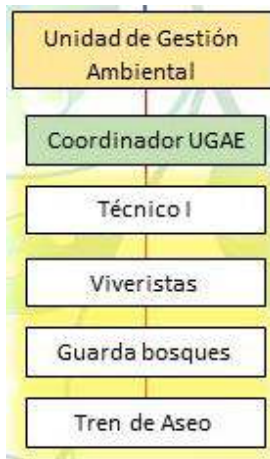 Unidad de Gestión
Ambiental
Coordinador UGAE
Técnico I
Viveristas
Guarda bosques
Tren de Aseo